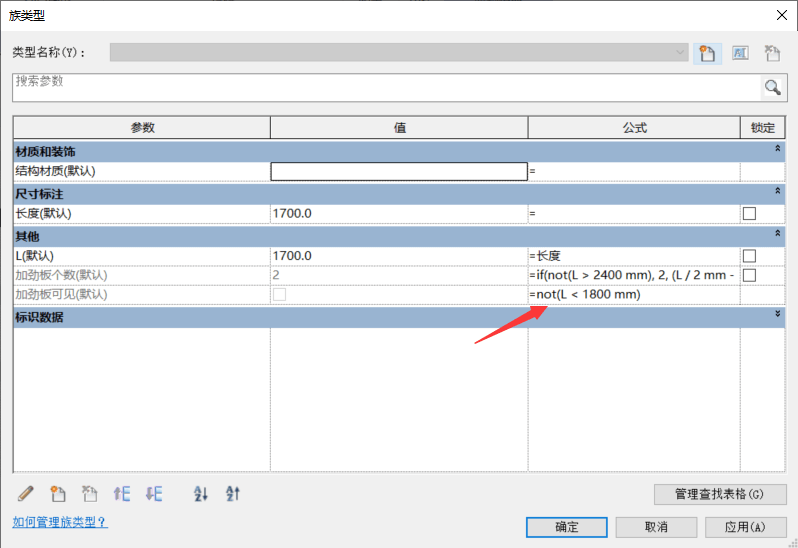 族类型
类型名称(Y):
搜索参数
参数 值 公式 锁定
材质和装饰
结构材质(默认) =
尺寸标注
长度(默认) 1700.0 =
其他
L(默认) 1700.0 =长度
加劲板个数(默认) 2 =if(not(L > 2400 mm), 2, (L / 2 mm -
加劲板可见(默认) =not(L < 1800 mm)
标识数据
管理查找表格(G)
如何管理族类型?
确定 取消 应用(A)